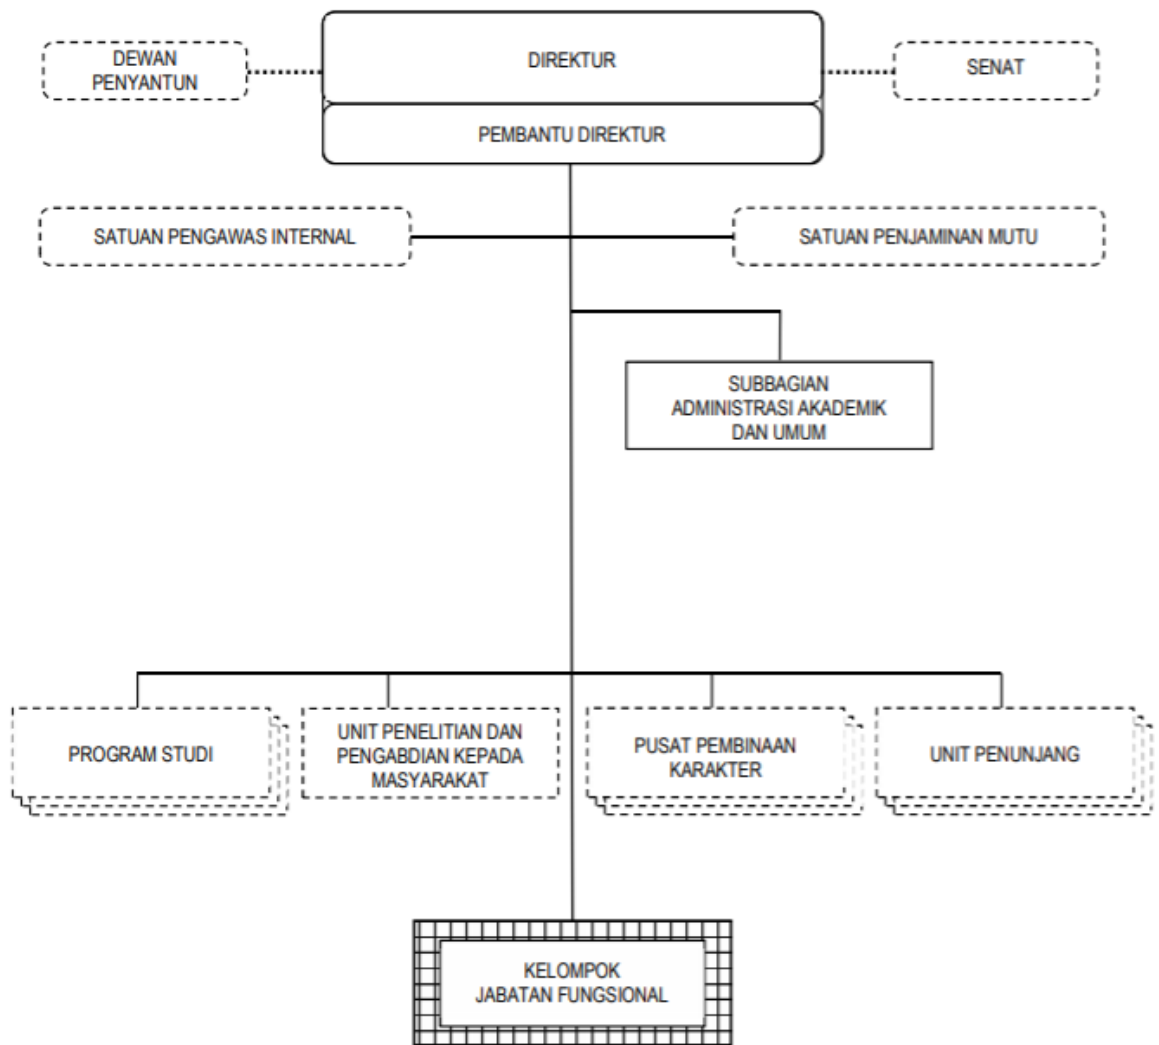 DEWAN
PENYANTUN
DIREKTUR
SENAT
PEMBANTU DIREKTUR
SATUAN PENGAWAS INTERNAL
SATUAN PENJAMINAN MUTU
SUBBAGIAN
ADMINISTRASI AKADEMIK
DAN UMUM
PROGRAM STUDI
UNIT PENELITIAN DAN
PENGABDIAN KEPADA
MASYARAKAT
PUSAT PEMBINAAN
KARAKTER
UNIT PENUNJANG
KELOMPOK
JABATAN FUNGSIONAL